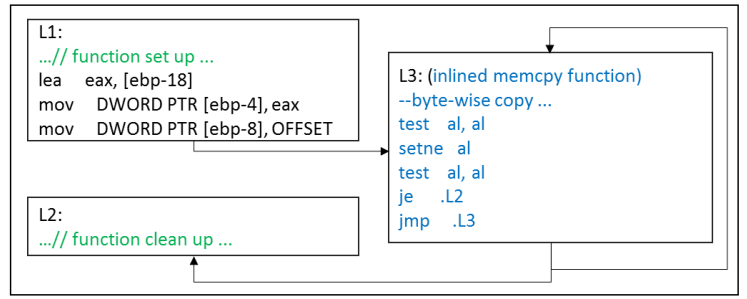 L1:
...// function set up ...
lea eax, [ebp-18]
mov DWORD PTR [ebp-4], eax
mov DWORD PTR [ebp-8], OFFSET
L3: (inlined memcpy function)
--byte-wise copy ...
test al, al
setne al
test al, al
je .L2
jmp .L3
L2:
...// function clean up ...